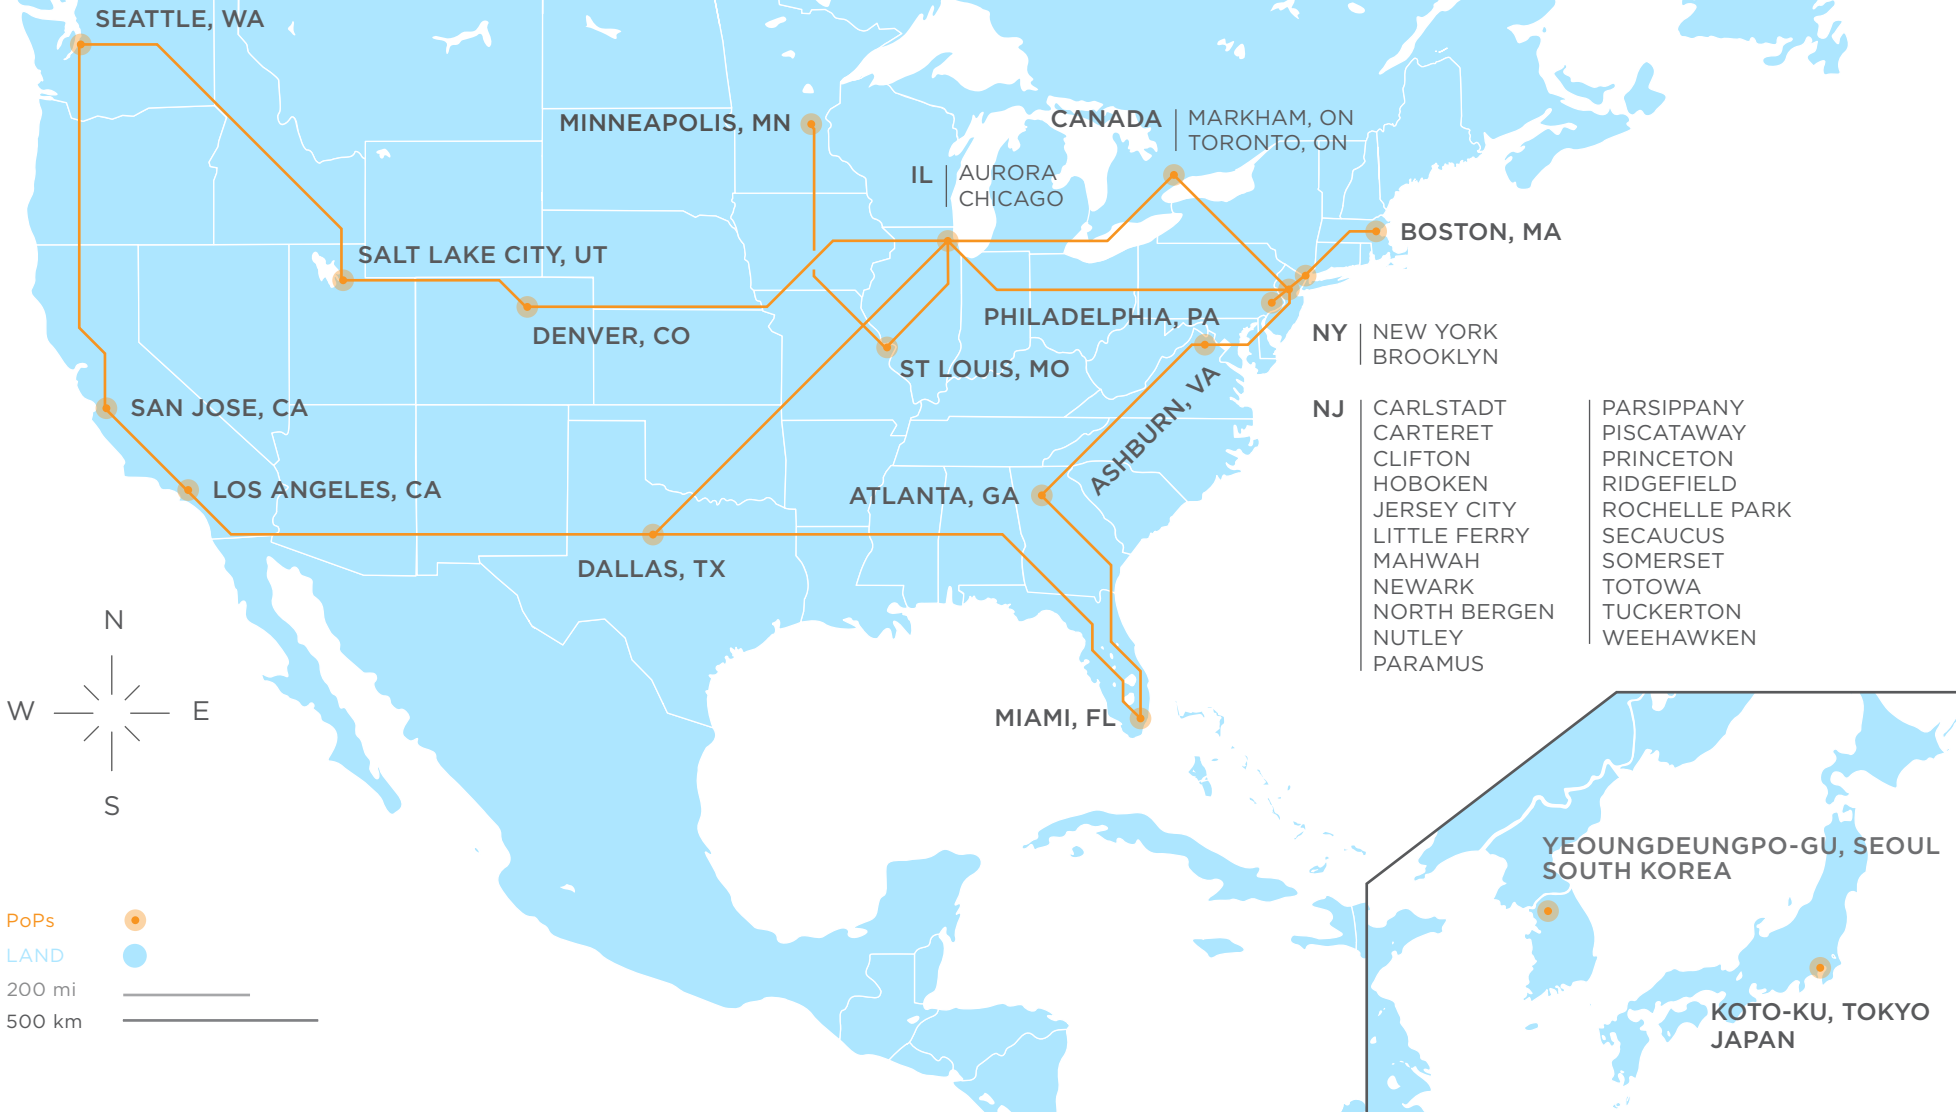 SEATTLE, WA
MINNEAPOLIS, MN
CANADA
MARKHAM, ON
TORONTO, ON
IL
AURORA
CHICAGO
BOSTON, MA
SALT LAKE CITY, UT
DENVER, CO
PHILADELPHIA, PA
ST LOUIS, MO
ASHBURN, VA
NY
NEW YORK
BROOKLYN
SAN JOSE, CA
LOS ANGELES, CA
ATLANTA, GA
DALLAS, TX
MIAMI, FL
NJ
CARLSTADT
CARTERET
CLIFTON
HOBOKEN
JERSEY CITY
LITTLE FERRY
MAHWAH
NEWARK
NORTH BERGEN
NUTLEY
PARAMUS
PARSIPPANY
PISCATAWAY
PRINCETON
RIDGEFIELD
ROCHELLE PARK
SECAUCUS
SOMERSET
TOTOWA
TUCKERTON
WEEHAWKEN
N
W
E
S
YEOUNGDEUNGPO-GU, SEOUL
SOUTH KOREA
KOTO-KU, TOKYO
JAPAN
PoPs
LAND
200 mi
500 km